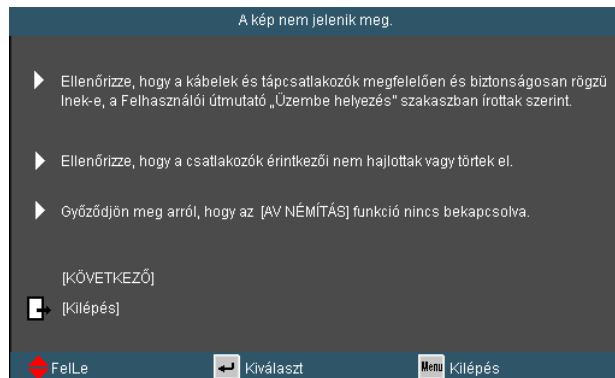 A kép nem jelenik meg.
Ellenőrizze, hogy a kábelek és tápcsatlakozók megfelelően és biztonságosan rögzü
lnek-e, a Felhasználói útmutató „Üzembe helyezés" szakaszban írottak szerint.
Ellenőrizze, hogy a csatlakozók érintkezői nem hajlottak vagy törtek el.
Győződjön meg arról, hogy az [AV NÉMÍTÁS] funkció nincs bekapcsolva.
[KÖVETKEZŐ]
[Kilépés]
FelLe Kiválaszt Menu Kilépés